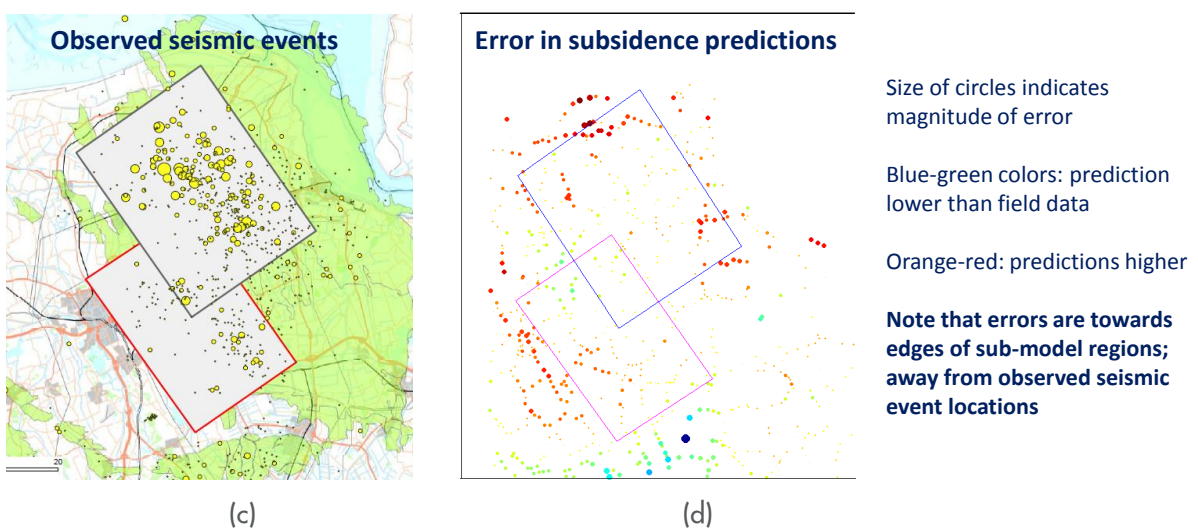 Observed seismic events
Error in subsidence predictions
Size of circles indicates
magnitude of error
Blue-green colors: prediction
lower than field data
Orange-red: predictions higher
Note that errors are towards
edges of sub-model regions;
away from observed seismic
event locations
20
(c)
(d)